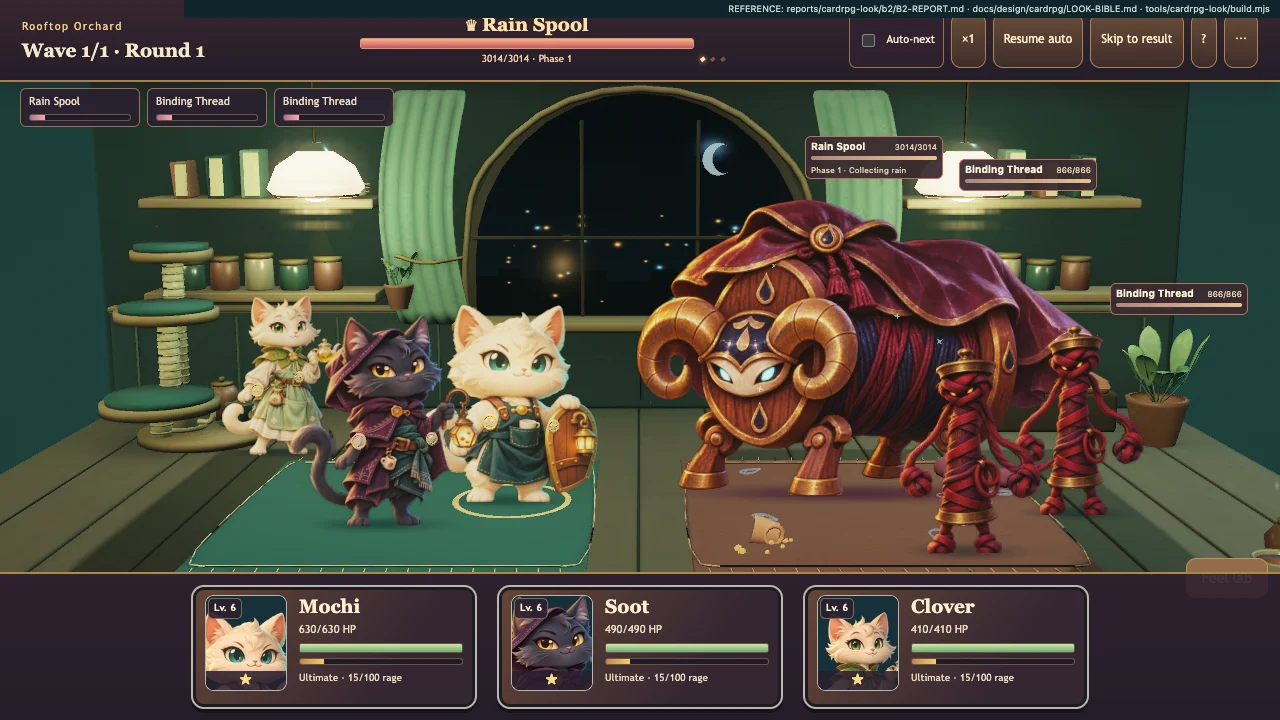 REFERENCE: reports/cardrpg-look/b2/B2-REPORT.md · docs/design/cardrpg/LOOK-BIBLE.md · tools/cardrpg-look/build.mjs
Rooftop Orchard
Wave 1/1 · Round 1
♛ Rain Spool
3014/3014 · Phase 1
Auto-next
×1
Resume auto
Skip to result
?
···
Rain Spool
Binding Thread
Binding Thread
Rain Spool 3014/3014
Phase 1 · Collecting rain
Binding Thread 866/866
Binding Thread 866/866
Feel lab
Lv. 6
Mochi
630/630 HP
Ultimate · 15/100 rage
Lv. 6
Soot
490/490 HP
Ultimate · 15/100 rage
Lv. 6
Clover
410/410 HP
Ultimate · 15/100 rage